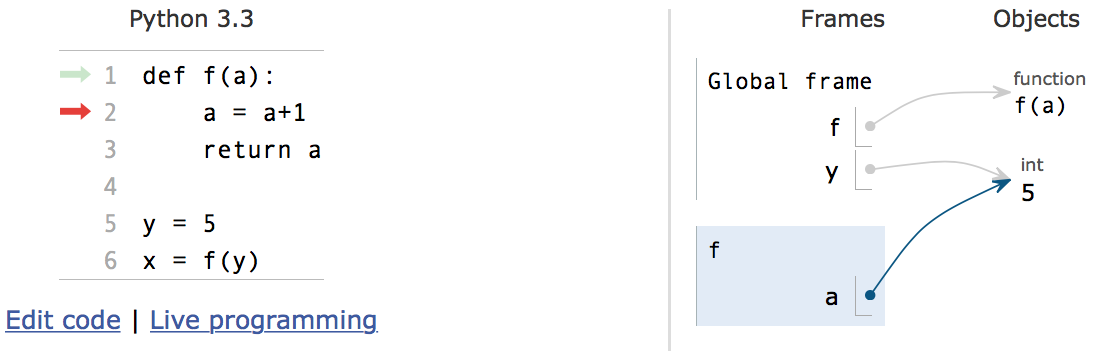 Python 3.3
1 def f(a):
2     a = a+1
3     return a
4
5 y = 5
6 x = f(y)
Edit code | Live programming
Frames Objects
Global frame
f
y
f
a
function
f(a)
int
5